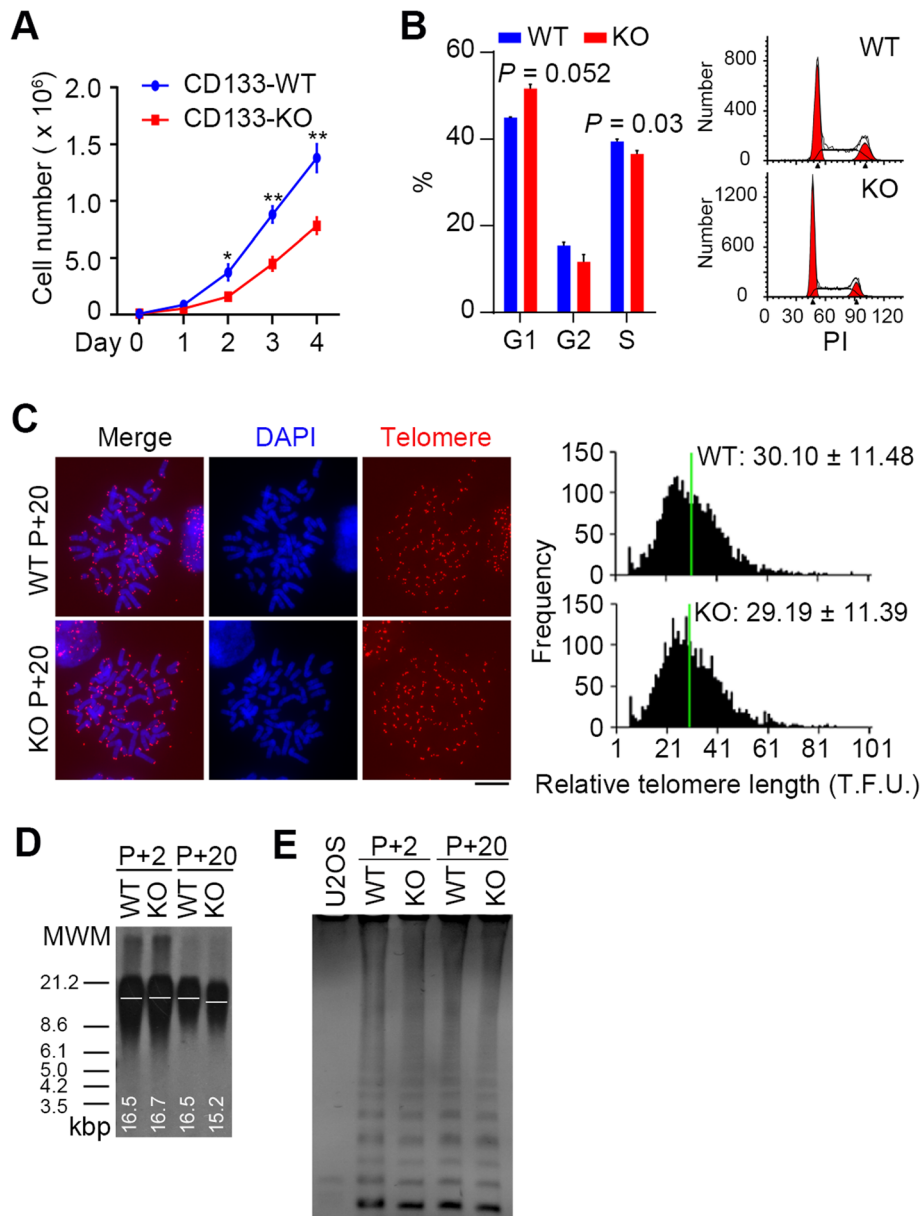 A
CD133-WT
CD133-KO
Cell number ( x 10⁶)
2.0
1.5
1.0
5.0
0
*
**
**
Day 0 1 2 3 4
B
WT KO
60
40
20
0
%
P = 0.052
P = 0.03
G1 G2 S
WT
Number
800
400
0
KO
Number
1200
600
0
0 30 60 90 120
PI
C
Merge DAPI Telomere
WT P+20
KO P+20
WT: 30.10 ± 11.48
150
100
50
0
KO: 29.19 ± 11.39
150
100
50
0
Frequency
1 21 41 61 81 101
Relative telomere length (T.F.U.)
D
P+2 P+20
WT KO WT KO
MWM
21.2
8.6
6.1
5.0
4.2
3.5
kbp
16.5 16.7 16.5 15.2
E
U2OS
P+2 P+20
WT KO WT KO